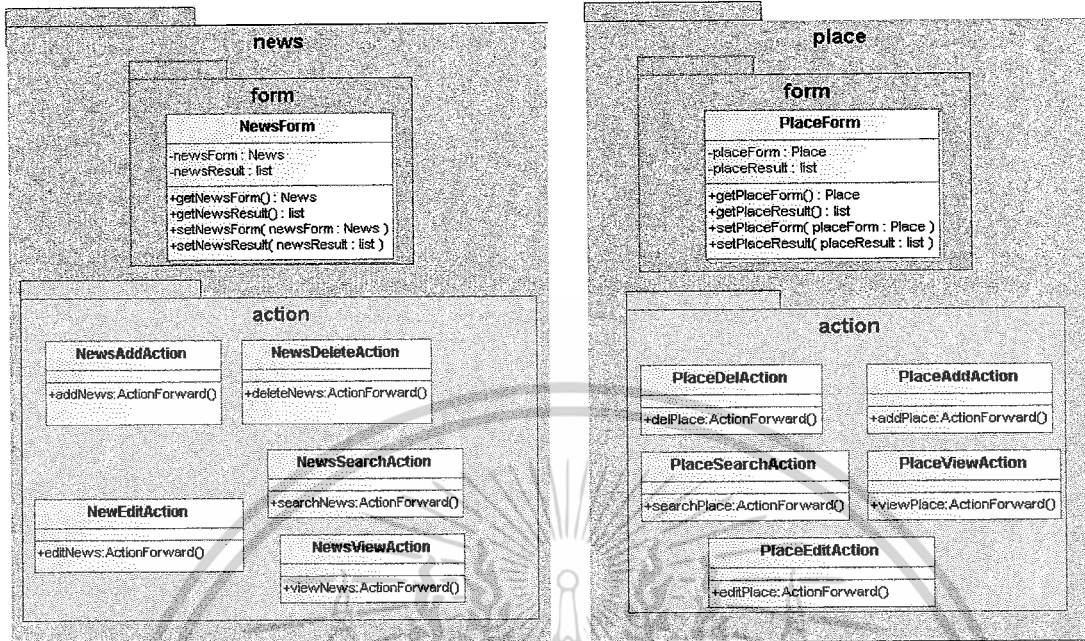 news
form
NewsForm
-newsForm : News
-newsResult : list
+getNewsForm() : News
+getNewsResult() : list
+setNewsForm( newsForm : News )
+setNewsResult( newsResult : list )
action
NewsAddAction
+addNews:ActionForward()
NewsDeleteAction
+deleteNews:ActionForward()
NewsSearchAction
+searchNews:ActionForward()
NewEditAction
+editNews:ActionForward()
NewsViewAction
+viewNews:ActionForward()
place
form
PlaceForm
-placeForm : Place
-placeResult : list
+getPlaceForm() : Place
+getPlaceResult() : list
+setPlaceForm( placeForm : Place )
+setPlaceResult( placeResult : list )
action
PlaceDelAction
+delPlace:ActionForward()
PlaceAddAction
+addPlace:ActionForward()
PlaceSearchAction
+searchPlace:ActionForward()
PlaceViewAction
+viewPlace:ActionForward()
PlaceEditAction
+editPlace:ActionForward()